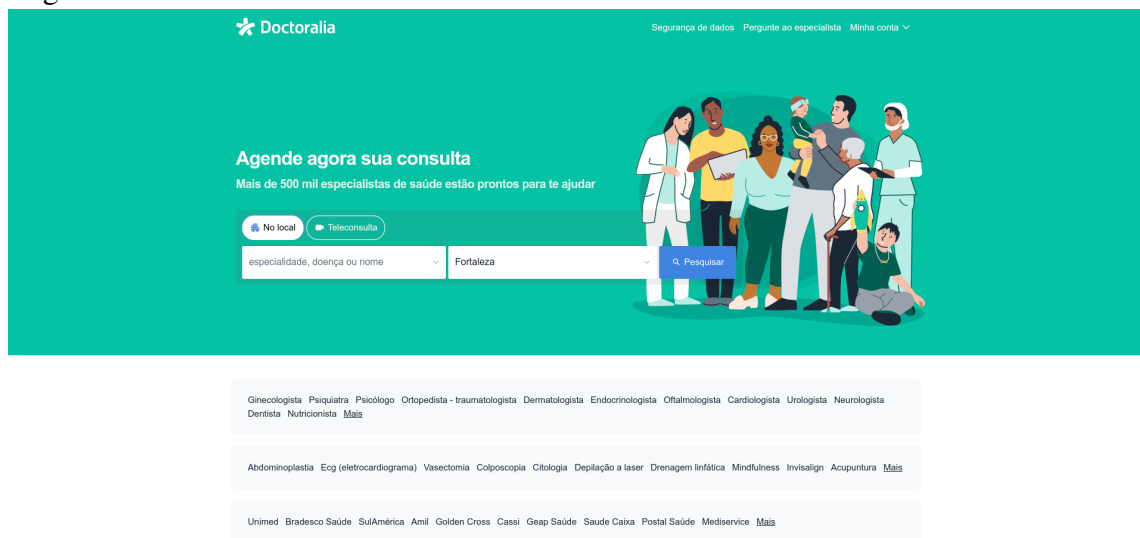 Doctoralia
Segurança de dados Pergunte ao especialista Minha conta
Agende agora sua consulta
Mais de 500 mil especialistas de saúde estão prontos para te ajudar
No local Teleconsulta
especialidade, doença ou nome Fortaleza Pesquisar
Ginecologista Psiquiatra Psicólogo Ortopedista - traumatologista Dermatologista Endocrinologista Oftalmologista Cardiologista Urologista Neurologista
Dentista Nutricionista Mais
Abdominoplastia Ecg (eletrocardiograma) Vasectomia Colposcopia Citologia Depilação a laser Drenagem linfática Mindfulness Invisalign Acupuntura Mais
Unimed Bradesco Saúde SulAmérica Amil Golden Cross Cassi Geap Saúde Saude Caixa Postal Saúde Mediservice Mais